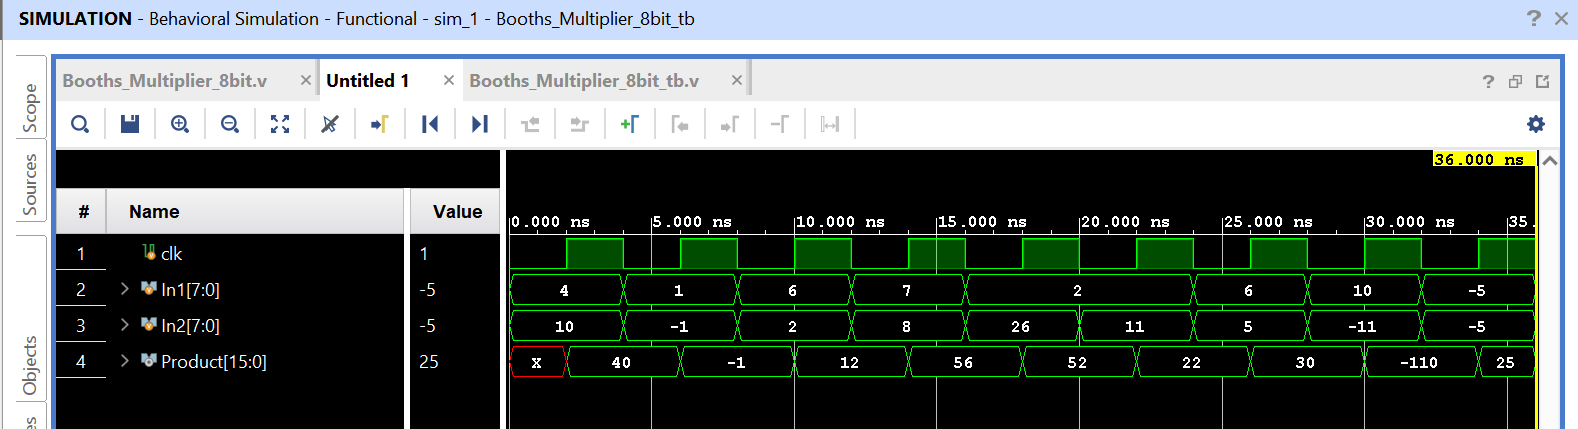 SIMULATION - Behavioral Simulation - Functional - sim_1 - Booths_Multiplier_8bit_tb ? ×
Booths_Multiplier_8bit.v × Untitled 1 × Booths_Multiplier_8bit_tb.v × ?
Scope
Sources
Objects
36.000 ns
# Name Value
0.000 ns 5.000 ns 10.000 ns 15.000 ns 20.000 ns 25.000 ns 30.000 ns 35.
1 clk 1
2 In1[7:0] -5 4 1 6 7 2 6 10 -5
3 In2[7:0] -5 10 -1 2 8 26 11 5 -11 -5
4 Product[15:0] 25 X 40 -1 12 56 52 22 30 -110 25